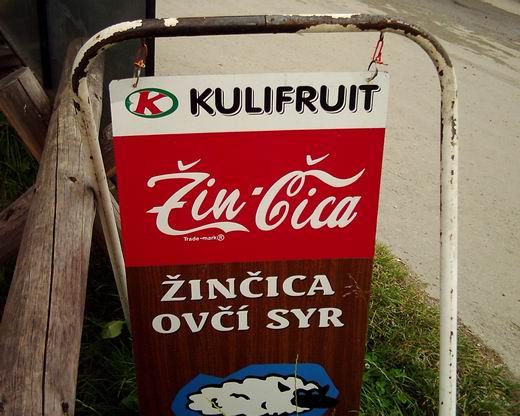 K KULIFRUIT
Žin-Čica
Trade-mark®
ŽINČICA
OVČÍ SYR